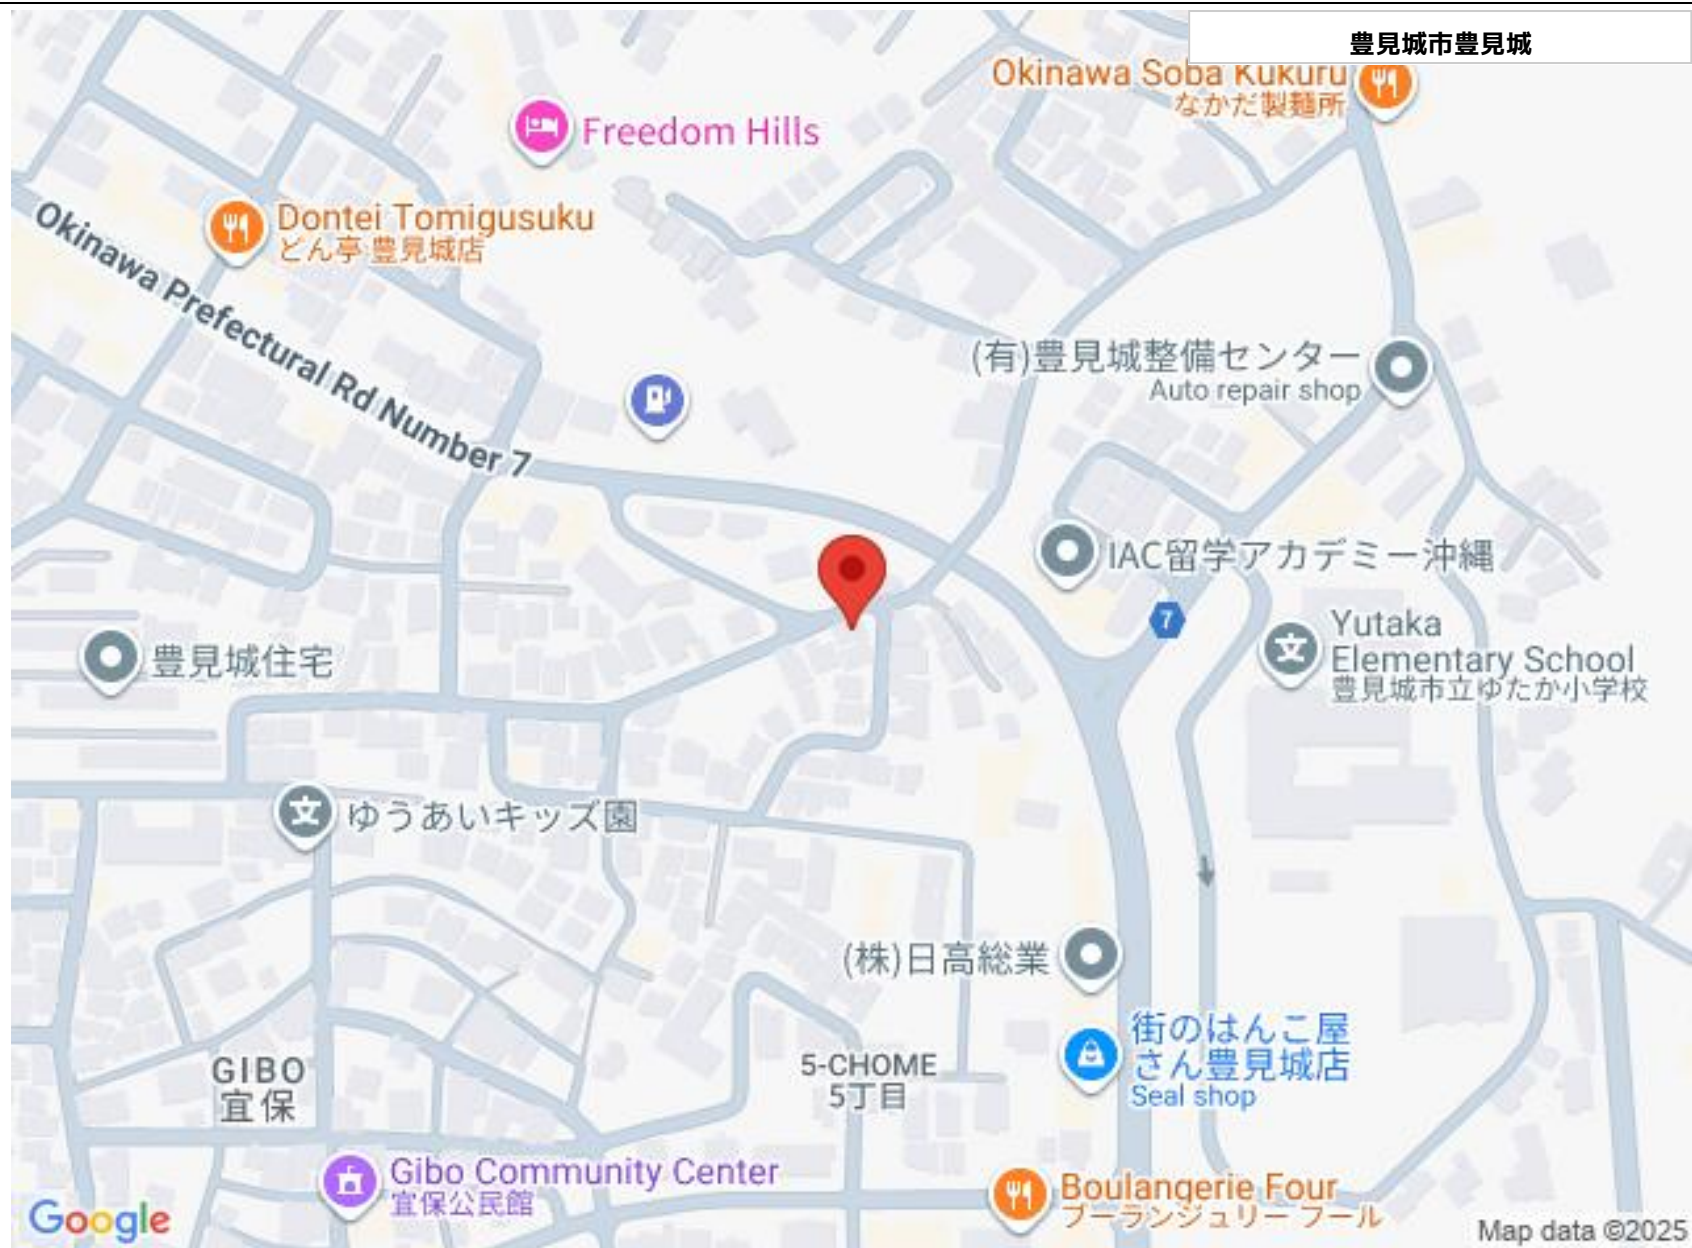 豊見城市豊見城
Okinawa Soba Kukuru
なかだ製麺所
Freedom Hills
Dontei Tomigusuku
どん亭 豊見城店
Okinawa Prefectural Rd Number 7
(有)豊見城整備センター
Auto repair shop
IAC留学アカデミー沖縄
7
Yutaka
Elementary School
豊見城市立ゆたか小学校
豊見城住宅
ゆうあいキッズ園
(株)日高総業
街のはんこ屋
さん豊見城店
Seal shop
5-CHOME
5丁目
GIBO
宜保
Gibo Community Center
宜保公民館
Boulangerie Four
ブーランジュリー フール
Google
Map data ©2025